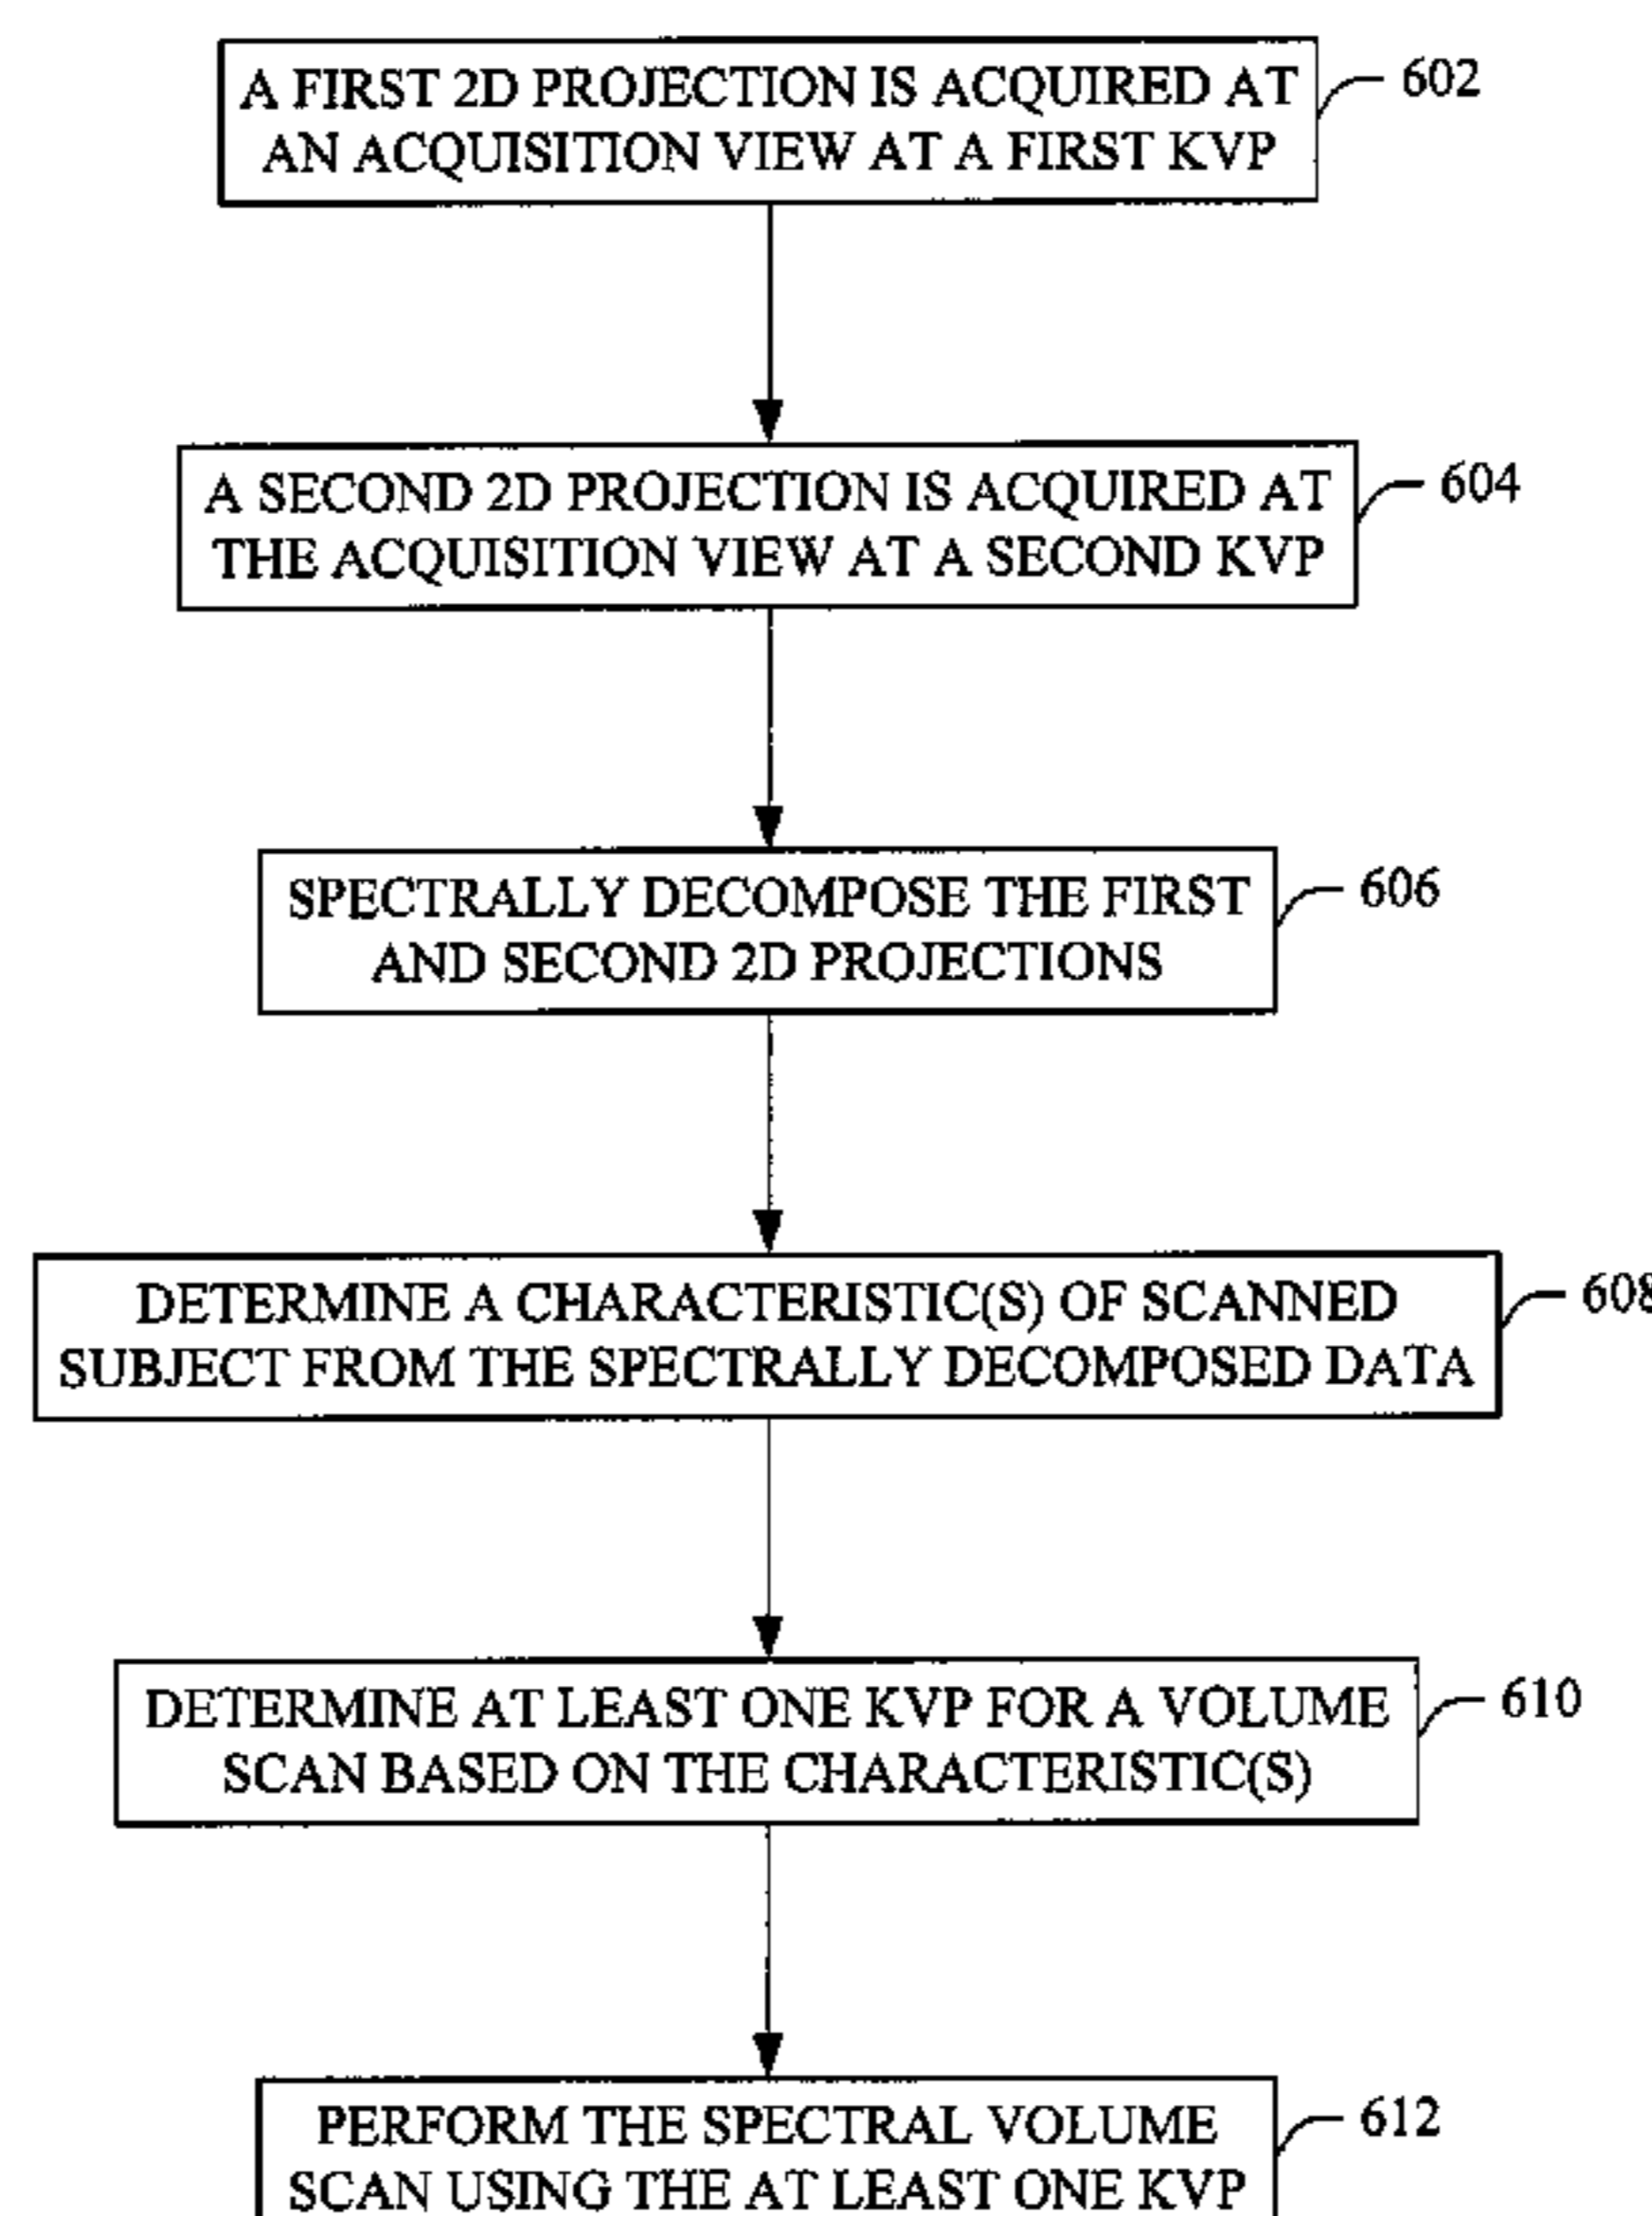 A FIRST 2D PROJECTION IS ACQUIRED AT
AN ACQUISITION VIEW AT A FIRST KVP
602
A SECOND 2D PROJECTION IS ACQUIRED AT
THE ACQUISITION VIEW AT A SECOND KVP
604
SPECTRALLY DECOMPOSE THE FIRST
AND SECOND 2D PROJECTIONS
606
DETERMINE A CHARACTERISTIC(S) OF SCANNED
SUBJECT FROM THE SPECTRALLY DECOMPOSED DATA
608
DETERMINE AT LEAST ONE KVP FOR A VOLUME
SCAN BASED ON THE CHARACTERISTIC(S)
610
PERFORM THE SPECTRAL VOLUME
SCAN USING THE AT LEAST ONE KVP
612